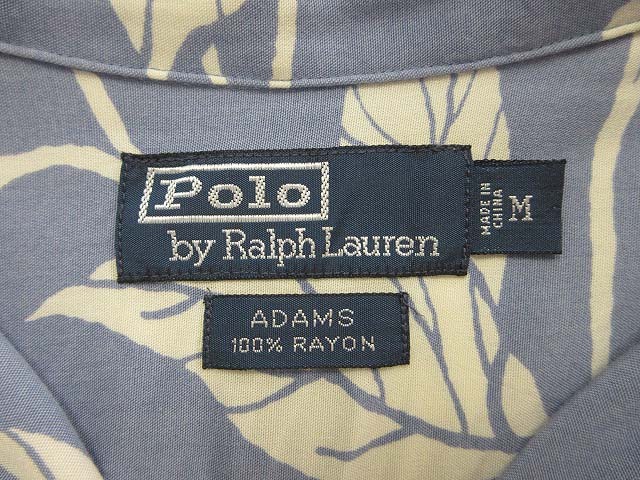 Polo
by Ralph Lauren
MADE IN
CHINA
M
ADAMS
100% RAYON